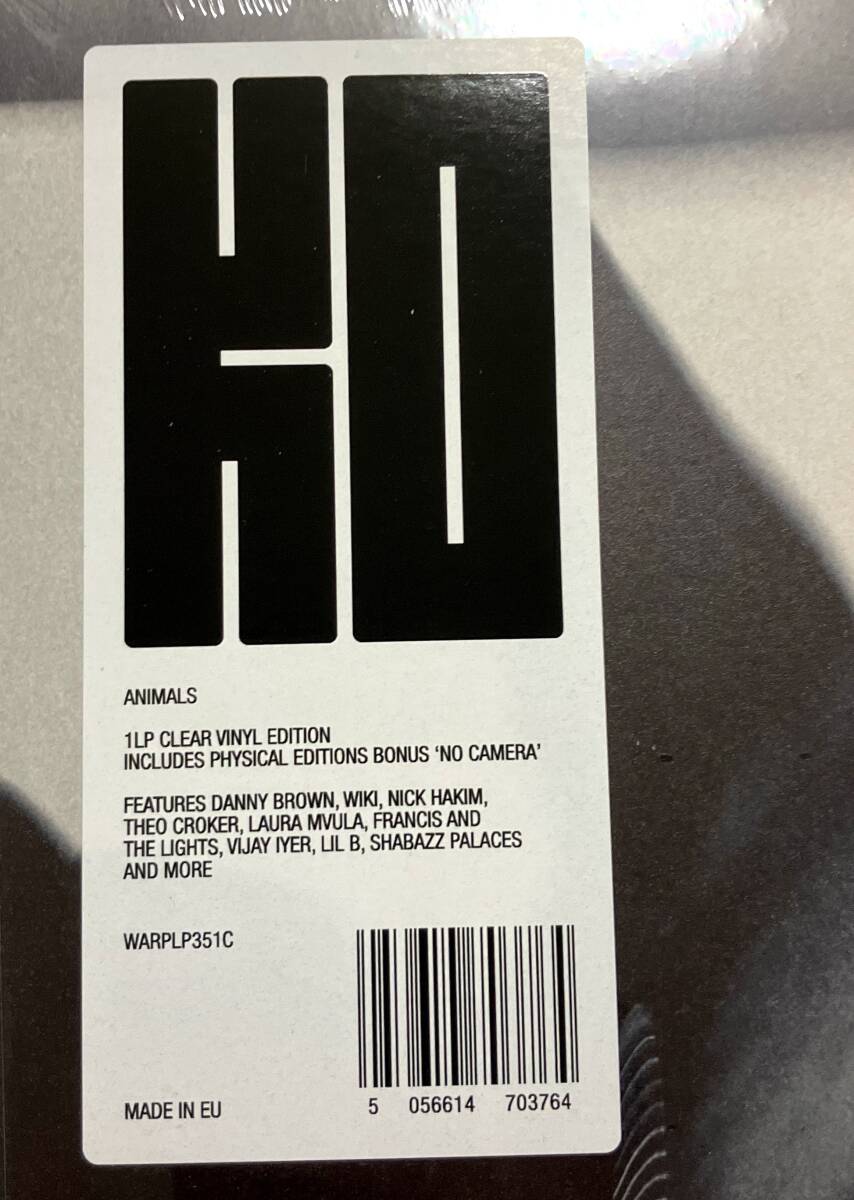 KO
ANIMALS
1LP CLEAR VINYL EDITION
INCLUDES PHYSICAL EDITIONS BONUS ‘NO CAMERA’
FEATURES DANNY BROWN, WIKI, NICK HAKIM,
THEO CROKER, LAURA MVULA, FRANCIS AND
THE LIGHTS, VIJAY IYER, LIL B, SHABAZZ PALACES
AND MORE
WARPLP351C
5 056614 703764
MADE IN EU